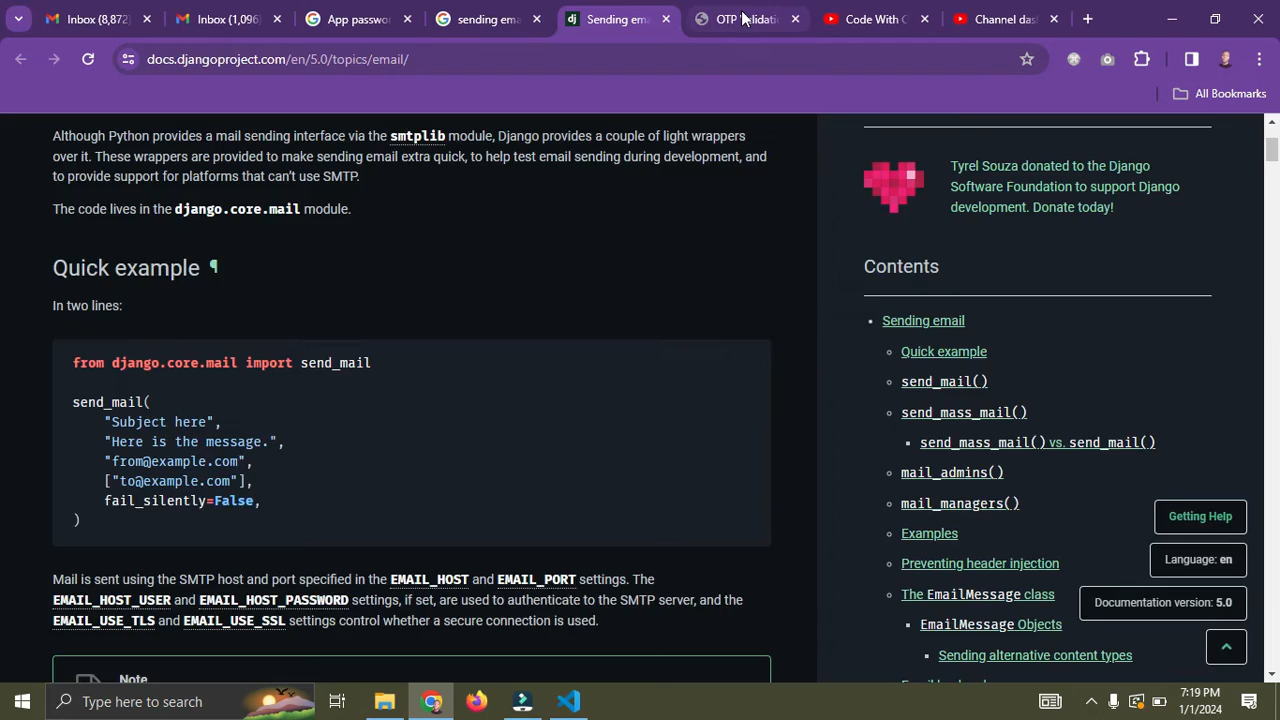 Inbox (8,872)
Inbox (1,096)
App passwo
sending ema
Sending ema
OTP Validatio
Code With C
Channel das
docs.djangoproject.com/en/5.0/topics/email/
All Bookmarks
Although Python provides a mail sending interface via the smtplib module, Django provides a couple of light wrappers
over it. These wrappers are provided to make sending email extra quick, to help test email sending during development, and
to provide support for platforms that can't use SMTP.
The code lives in the django.core.mail module.
Quick example ¶
In two lines:
from django.core.mail import send_mail
send_mail(
"Subject here",
"Here is the message.",
"from@example.com",
["to@example.com"],
fail_silently=False,
)
Mail is sent using the SMTP host and port specified in the EMAIL_HOST and EMAIL_PORT settings. The
EMAIL_HOST_USER and EMAIL_HOST_PASSWORD settings, if set, are used to authenticate to the SMTP server, and the
EMAIL_USE_TLS and EMAIL_USE_SSL settings control whether a secure connection is used.
Note
Tyrel Souza donated to the Django
Software Foundation to support Django
development. Donate today!
Contents
Sending email
Quick example
send_mail()
send_mass_mail()
send_mass_mail() vs. send_mail()
mail_admins()
mail_managers()
Examples
Preventing header injection
The EmailMessage class
EmailMessage Objects
Sending alternative content types
Getting Help
Language: en
Documentation version: 5.0
Type here to search
7:19 PM
1/1/2024